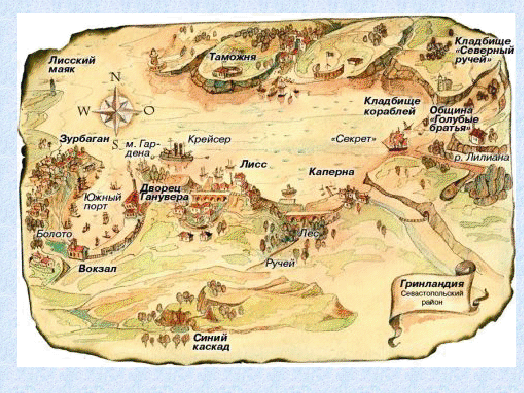 Лисский
маяк
Таможня
Кладбище
«Северный
ручей»
N
W
O
S
Кладбище
кораблей
Община
«Голубые
братья»
Зурбаган
м. Гар-
дена
Крейсер
«Секрет»
р. Лилиана
Лисс
Каперна
Южный
порт
Дворец
Ганувера
Болото
Лес
Вокзал
Ручей
Гринландия
Севастопольский
район
Синий
каскад